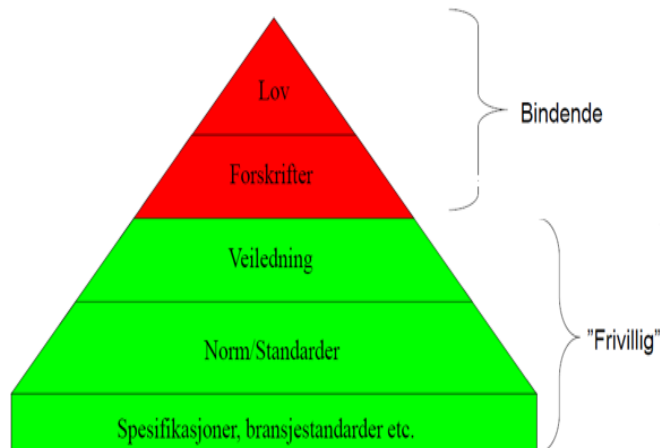 Lov
Bindende
Forskrifter
Veiledning
"Frivillig"
Norm/Standarder
Spesifikasjoner, bransjestandarder etc.